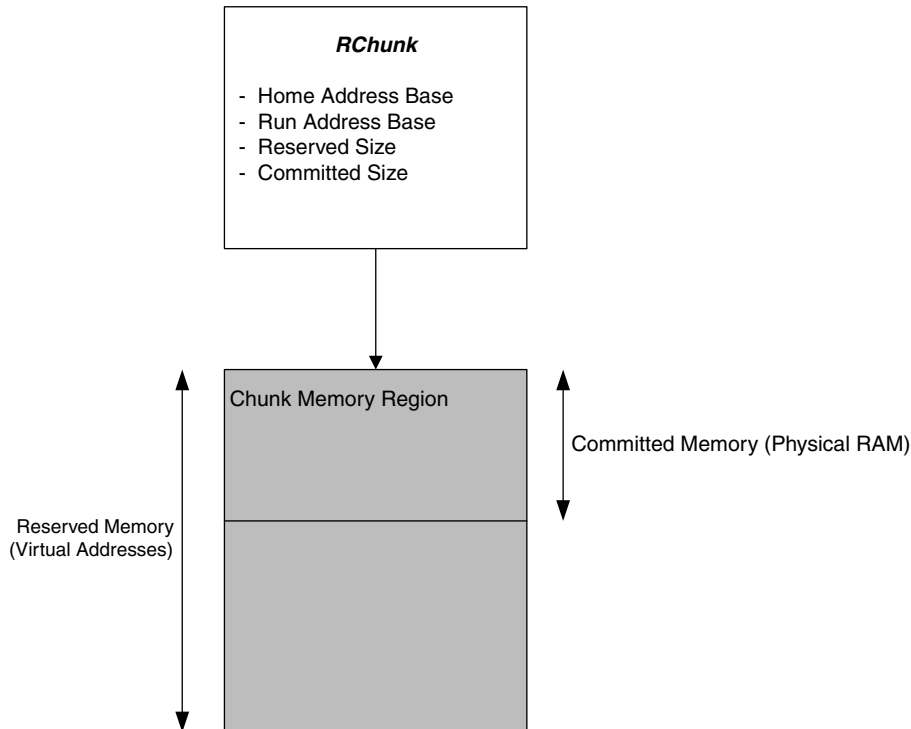 RChunk
- Home Address Base
- Run Address Base
- Reserved Size
- Committed Size
Chunk Memory Region
Committed Memory (Physical RAM)
Reserved Memory
(Virtual Addresses)